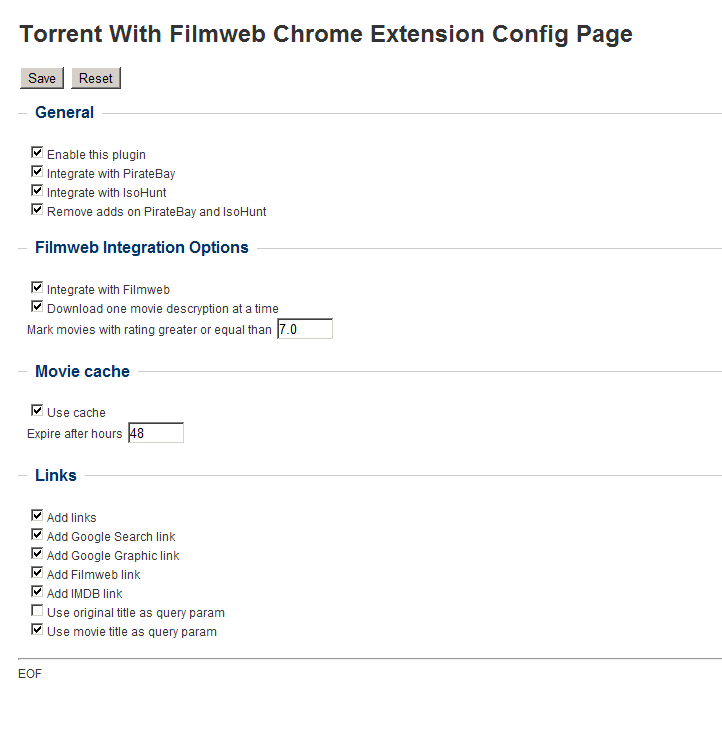 Torrent With Filmweb Chrome Extension Config Page
Save Reset
General
Enable this plugin
Integrate with PirateBay
Integrate with IsoHunt
Remove adds on PirateBay and IsoHunt
Filmweb Integration Options
Integrate with Filmweb
Download one movie descryption at a time
Mark movies with rating greater or equal than 7.0
Movie cache
Use cache
Expire after hours 48
Links
Add links
Add Google Search link
Add Google Graphic link
Add Filmweb link
Add IMDB link
Use original title as query param
Use movie title as query param
EOF